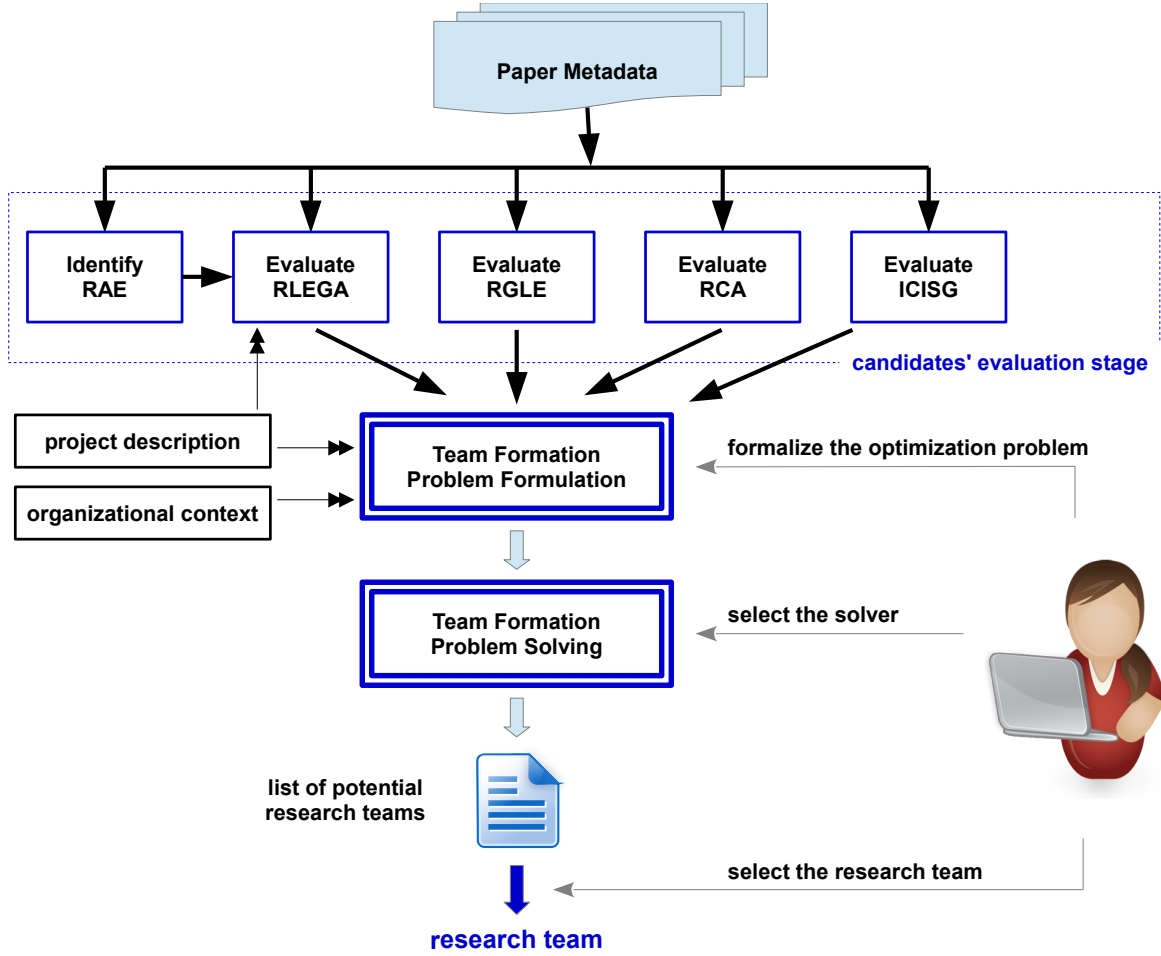 Paper Metadata
Identify
RAE
Evaluate
RLEGA
Evaluate
RGLE
Evaluate
RCA
Evaluate
ICISG
candidates' evaluation stage
project description
organizational context
Team Formation
Problem Formulation
formalize the optimization problem
Team Formation
Problem Solving
select the solver
list of potential
research teams
select the research team
research team